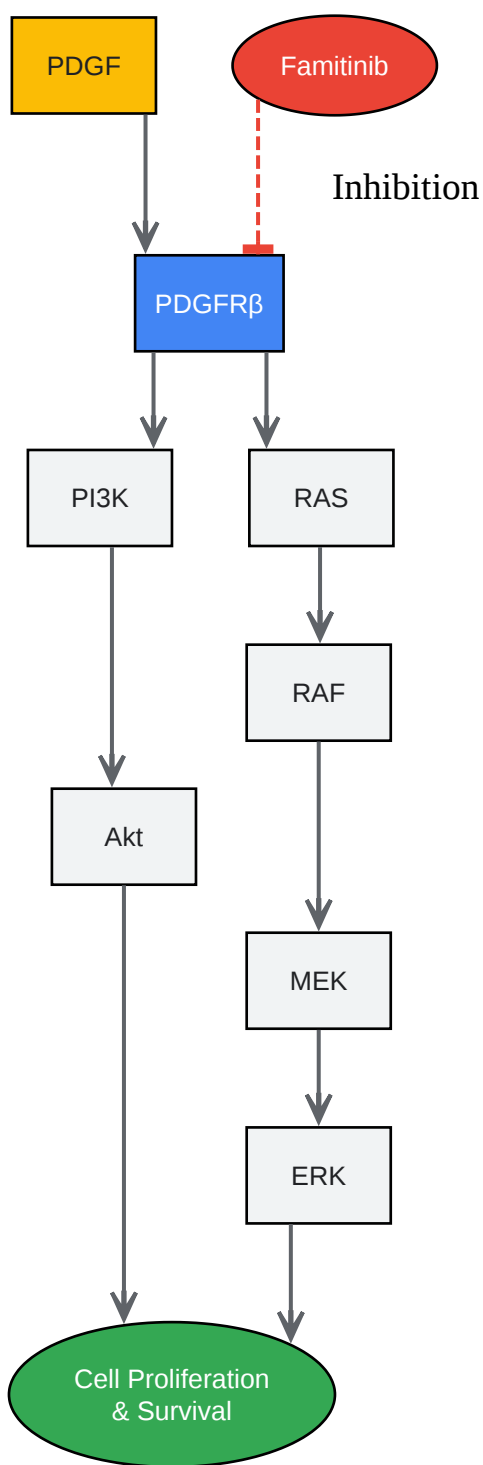 PDGF
Famitinib
Inhibition
PDGFRβ
PI3K
RAS
RAF
Akt
MEK
ERK
Cell Proliferation
& Survival